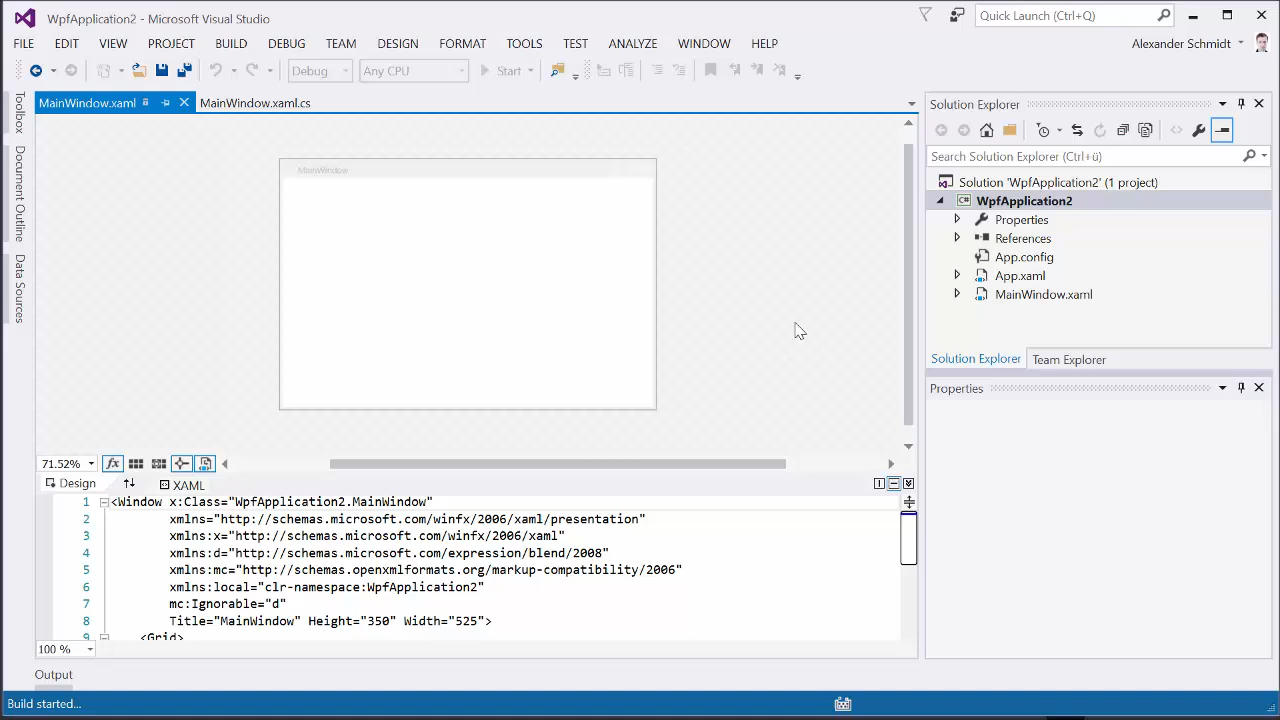 WpfApplication2 - Microsoft Visual Studio
Quick Launch (Ctrl+Q)
FILE EDIT VIEW PROJECT BUILD DEBUG TEAM DESIGN FORMAT TOOLS TEST ANALYZE WINDOW HELP
Alexander Schmidt
Debug Any CPU Start
Toolbox
Document Outline
Data Sources
MainWindow.xaml MainWindow.xaml.cs
MainWindow
71.52%
fx
Design XAML
1 <Window x:Class="WpfApplication2.MainWindow"
2 xmlns="http://schemas.microsoft.com/winfx/2006/xaml/presentation"
3 xmlns:x="http://schemas.microsoft.com/winfx/2006/xaml"
4 xmlns:d="http://schemas.microsoft.com/expression/blend/2008"
5 xmlns:mc="http://schemas.openxmlformats.org/markup-compatibility/2006"
6 xmlns:local="clr-namespace:WpfApplication2"
7 mc:Ignorable="d"
8 Title="MainWindow" Height="350" Width="525">
9 <Grid>
100 %
Solution Explorer
Search Solution Explorer (Ctrl+ü)
Solution 'WpfApplication2' (1 project)
C# WpfApplication2
Properties
References
App.config
App.xaml
MainWindow.xaml
Solution Explorer Team Explorer
Properties
Output
Build started...